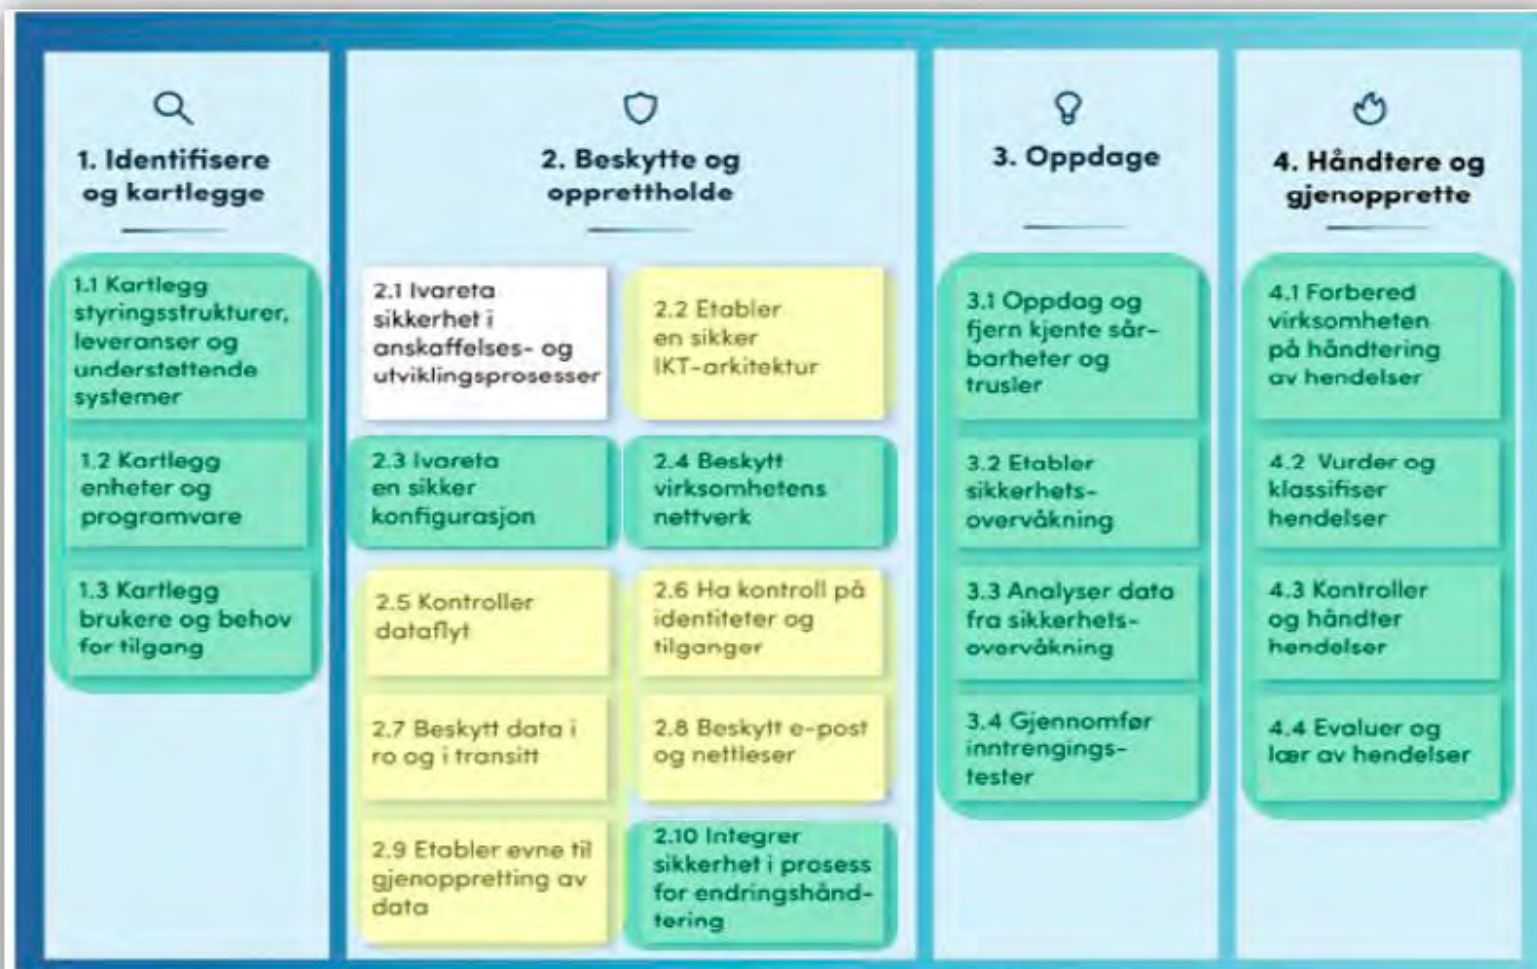 1. Identifisere
og kartlegge
1.1 Kartlegg
styringsstrukturer,
leveranser og
understøttende
systemer
1.2 Kartlegg
enheter og
programvare
1.3 Kartlegg
brukere og behov
for tilgang
2. Beskytte og
opprettholde
2.1 Ivareta
sikkerhet i
anskaffelses- og
utviklingsprosesser
2.2 Etabler
en sikker
IKT-arkitektur
2.3 Ivareta
en sikker
konfigurasjon
2.4 Beskytt
virksomhetens
nettverk
2.5 Kontroller
dataflyt
2.6 Ha kontroll på
identiteter og
tilganger
2.7 Beskytt data i
ro og i transitt
2.8 Beskytt e-post
og nettleser
2.9 Etabler evne til
gjenoppretting av
data
2.10 Integrer
sikkerhet i prosess
for endringshånd-
tering
3. Oppdage
3.1 Oppdag og
fjern kjente sår-
barheter og
trusler
3.2 Etabler
sikkerhets-
overvåkning
3.3 Analyser data
fra sikkerhets-
overvåkning
3.4 Gjennomfør
inntrengings-
tester
4. Håndtere og
gjenopprette
4.1 Forbered
virksomheten
på håndtering
av hendelser
4.2 Vurder og
klassifiser
hendelser
4.3 Kontroller
og håndter
hendelser
4.4 Evaluer og
lær av hendelser